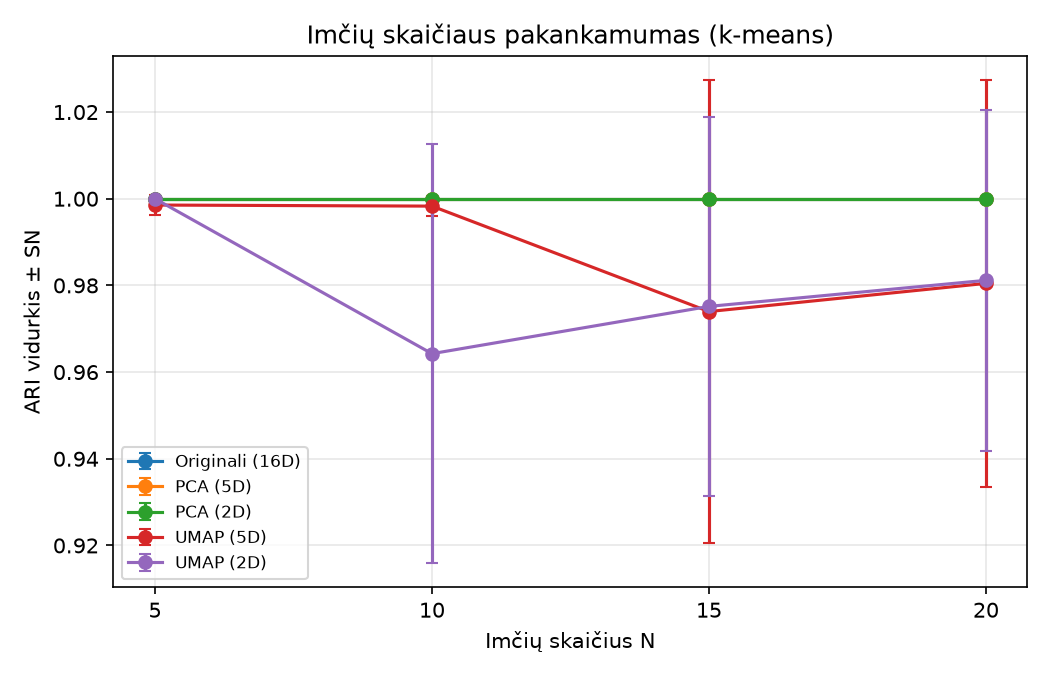 Imčių skaičiaus pakankamumas (k-means)
ARI vidurkis ± SN
1.02
1.00
0.98
0.96
0.94
0.92
Originali (16D)
PCA (5D)
PCA (2D)
UMAP (5D)
UMAP (2D)
5 10 15 20
Imčių skaičius N